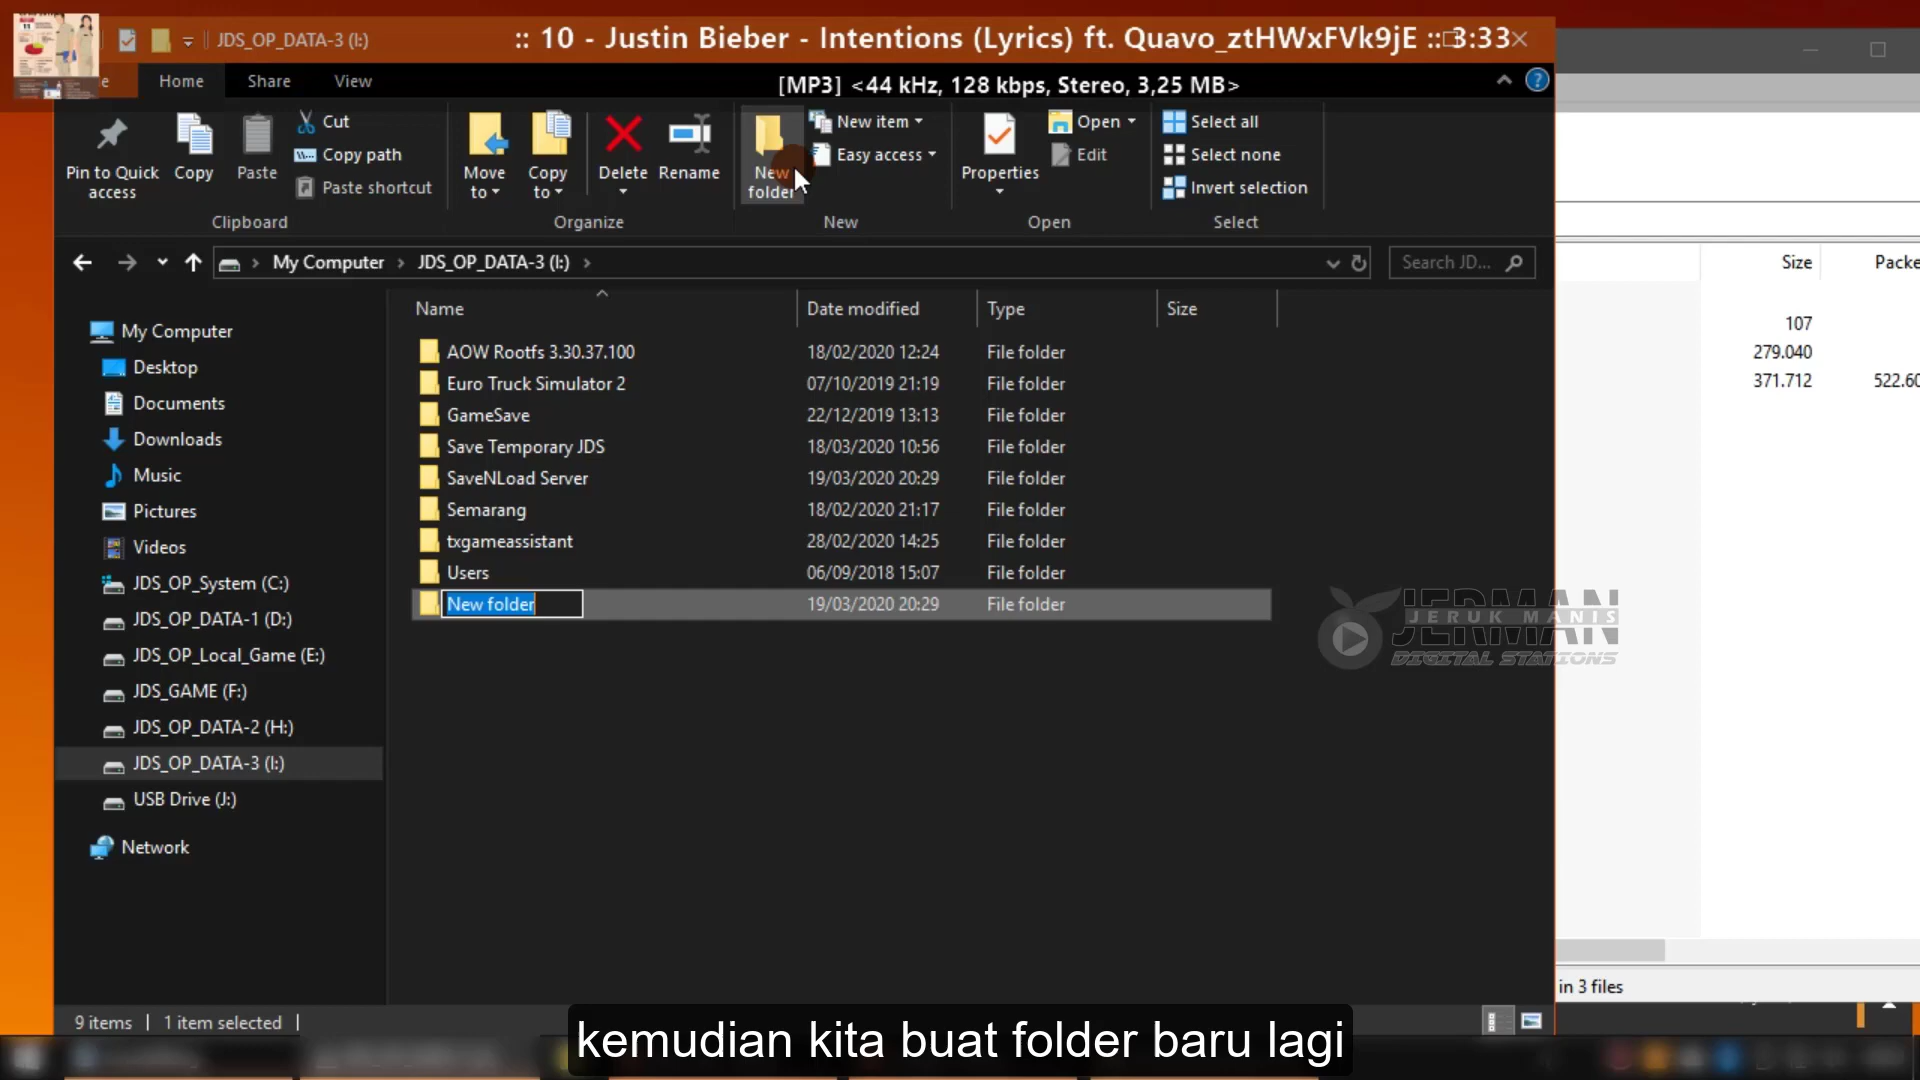 JDS_OP_DATA-3 (I:)
:: 10 - Justin Bieber - Intentions (Lyrics) ft. Quavo_ztHWxFVk9jE :: 3:33
Home Share View
[MP3] <44 kHz, 128 kbps, Stereo, 3,25 MB>
Pin to Quick access
Copy
Paste
Cut
Copy path
Paste shortcut
Move to
Copy to
Delete
Rename
New folder
New item
Easy access
Properties
Open
Edit
Select all
Select none
Invert selection
Clipboard Organize New Open Select
My Computer > JDS_OP_DATA-3 (I:) >
Search JD...
Size
107
279.040
371.712 522.60
My Computer
Desktop
Documents
Downloads
Music
Pictures
Videos
JDS_OP_System (C:)
JDS_OP_DATA-1 (D:)
JDS_OP_Local_Game (E:)
JDS_GAME (F:)
JDS_OP_DATA-2 (H:)
JDS_OP_DATA-3 (I:)
USB Drive (J:)
Network
Name Date modified Type Size
AOW Rootfs 3.30.37.100 18/02/2020 12:24 File folder
Euro Truck Simulator 2 07/10/2019 21:19 File folder
GameSave 22/12/2019 13:13 File folder
Save Temporary JDS 18/03/2020 10:56 File folder
SaveNLoad Server 19/03/2020 20:29 File folder
Semarang 18/02/2020 21:17 File folder
txgameassistant 28/02/2020 14:25 File folder
Users 06/09/2018 15:07 File folder
New folder 19/03/2020 20:29 File folder
JERMAN
JERUK MANIS
DIGITAL STATIONS
in 3 files
9 items 1 item selected
kemudian kita buat folder baru lagi